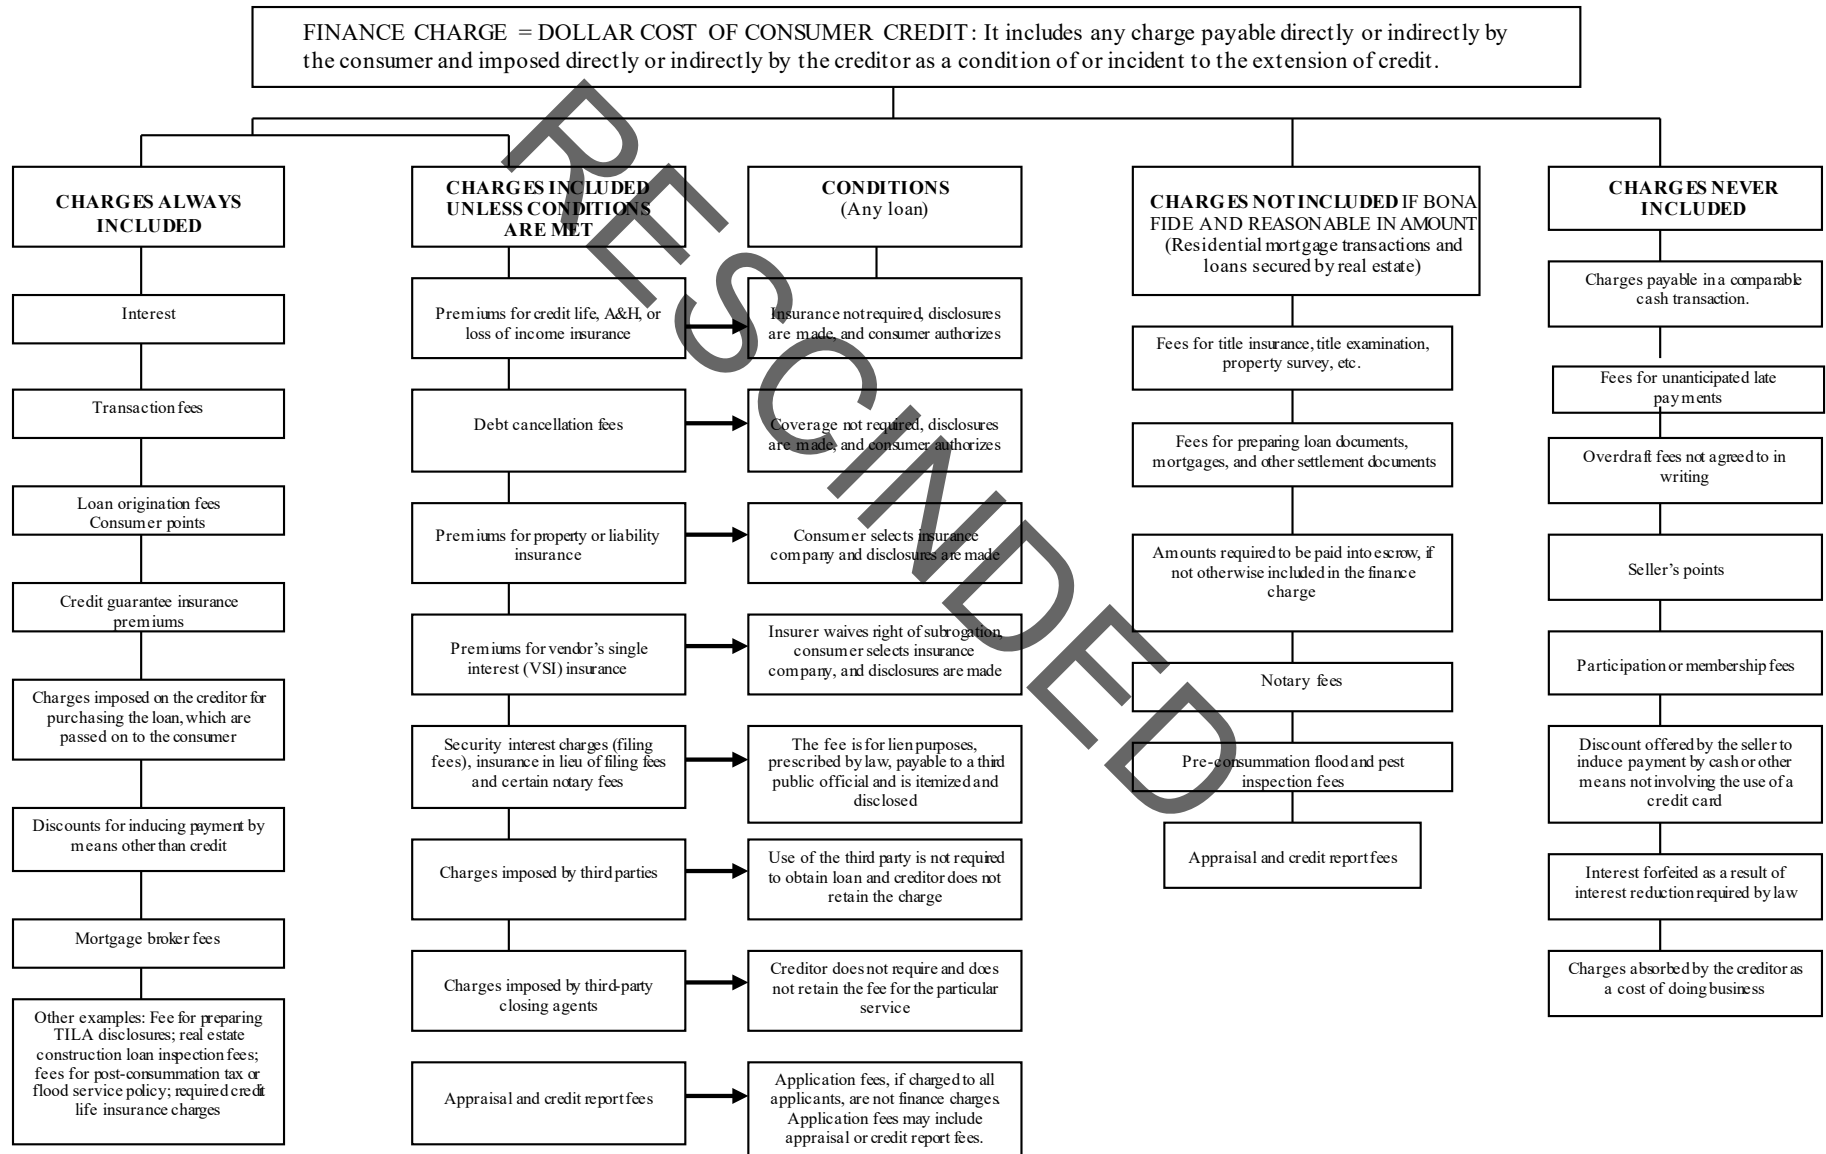 FINANCE CHARGE = DOLLAR COST OF CONSUMER CREDIT: It includes any charge payable directly or indirectly by
the consumer and imposed directly or indirectly by the creditor as a condition of or incident to the extension of credit.
CHARGES ALWAYS
INCLUDED
Interest
Transaction fees
Loan origination fees
Consumer points
Credit guarantee insurance
premiums
Charges imposed on the creditor for
purchasing the loan, which are
passed on to the consumer
Discounts for inducing payment by
means other than credit
Mortgage broker fees
Other examples: Fee for preparing
TILA disclosures; real estate
construction loan inspection fees;
fees for post-consummation tax or
flood service policy; required credit
life insurance charges
CHARGES INCLUDED
UNLESS CONDITIONS
ARE MET
Premiums for credit life, A&H, or
loss of income insurance
Debt cancellation fees
Premiums for property or liability
insurance
Premiums for vendor's single
interest (VSI) insurance
Security interest charges (filing
fees), insurance in lieu of filing fees
and certain notary fees
Charges imposed by third parties
Charges imposed by third-party
closing agents
Appraisal and credit report fees
CONDITIONS
(Any loan)
Insurance not required, disclosures
are made, and consumer authorizes
Coverage not required, disclosures
are made, and consumer authorizes
Consumer selects insurance
company and disclosures are made
Insurer waives right of subrogation,
consumer selects insurance
company, and disclosures are made
The fee is for lien purposes,
prescribed by law, payable to a third
public official and is itemized and
disclosed
Use of the third party is not required
to obtain loan and creditor does not
retain the charge
Creditor does not require and does
not retain the fee for the particular
service
Application fees, if charged to all
applicants, are not finance charges.
Application fees may include
appraisal or credit report fees.
CHARGES NOT INCLUDED IF BONA
FIDE AND REASONABLE IN AMOUNT
(Residential mortgage transactions and
loans secured by real estate)
Fees for title insurance, title examination,
property survey, etc.
Fees for preparing loan documents,
mortgages, and other settlement documents
Amounts required to be paid into escrow, if
not otherwise included in the finance
charge
Notary fees
Pre-consummation flood and pest
inspection fees
Appraisal and credit report fees
CHARGES NEVER
INCLUDED
Charges payable in a comparable
cash transaction.
Fees for unanticipated late
payments
Overdraft fees not agreed to in
writing
Seller's points
Participation or membership fees
Discount offered by the seller to
induce payment by cash or other
means not involving the use of a
credit card
Interest forfeited as a result of
interest reduction required by law
Charges absorbed by the creditor as
a cost of doing business
RESCINDED